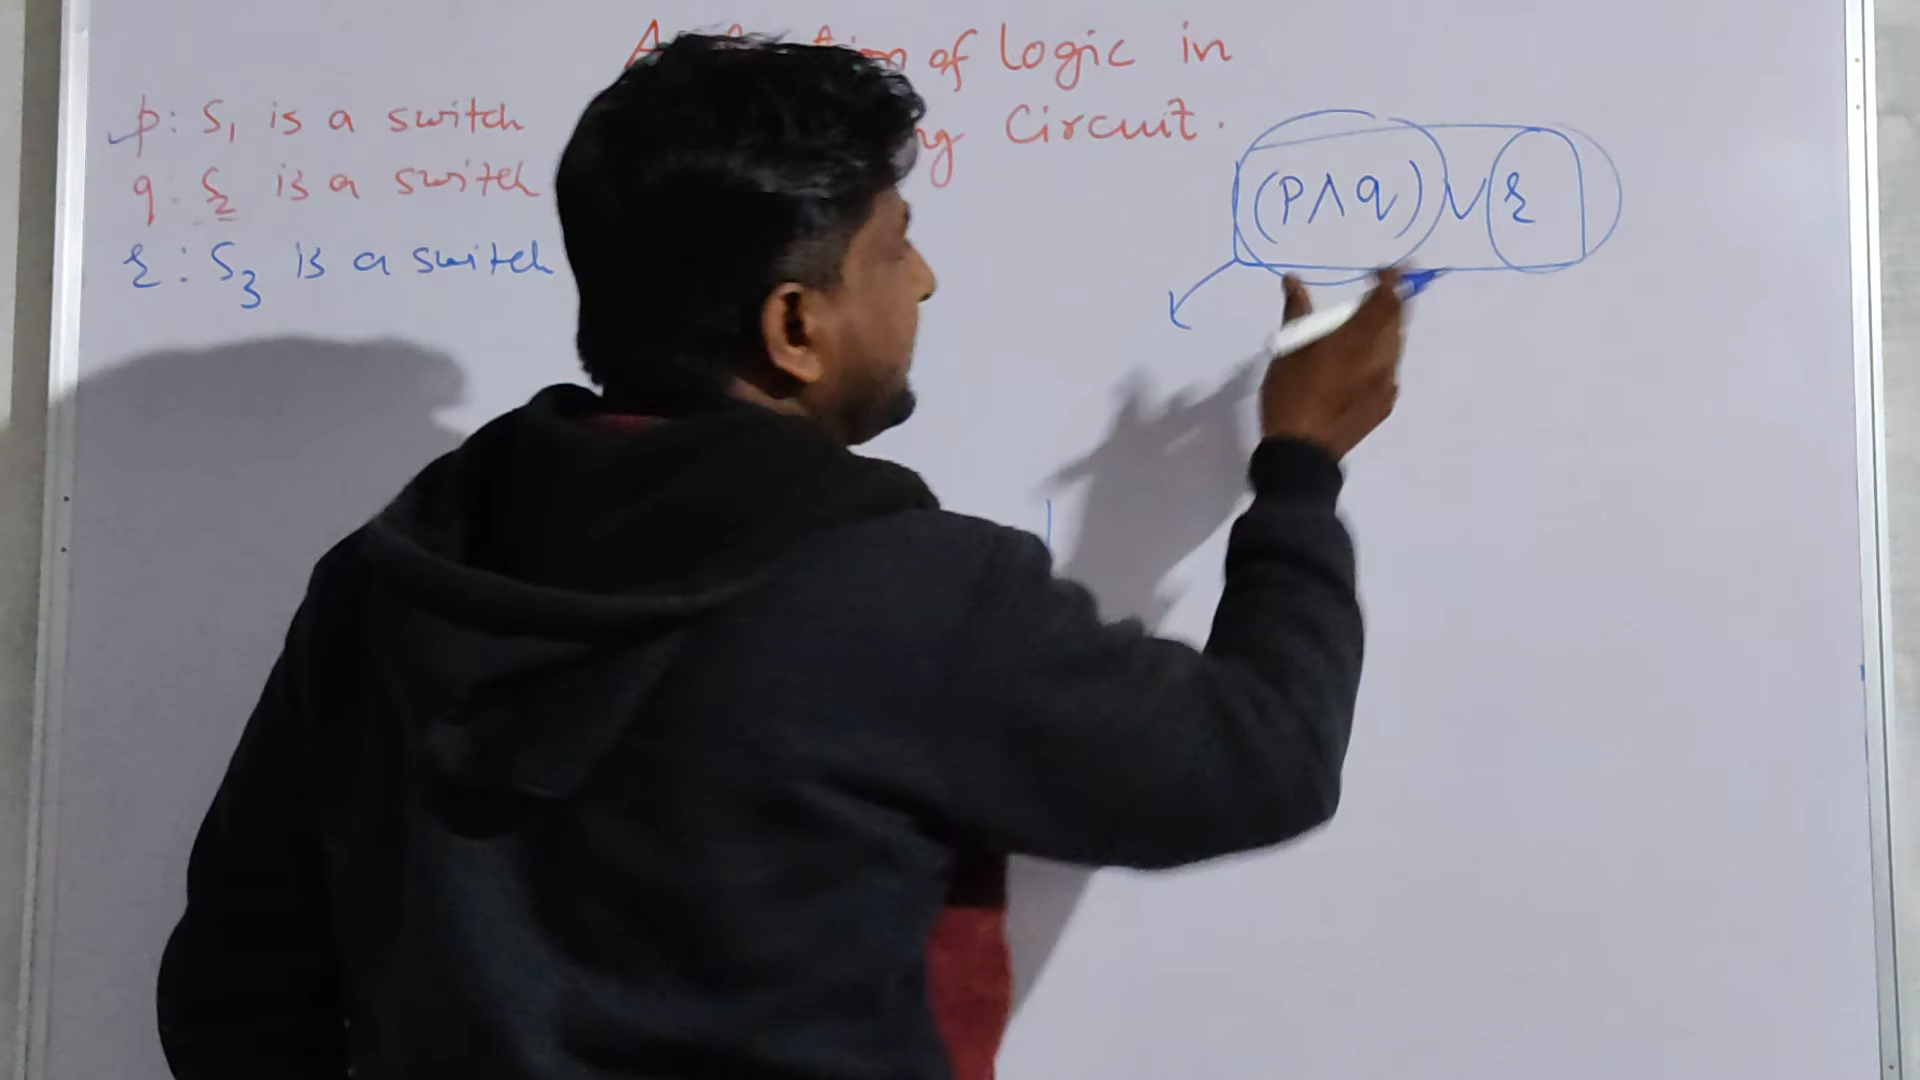 of Logic in
Circuit.
p: S1 is a switch
q: S2 is a switch
r: S3 is a switch
(P∧q)∨r